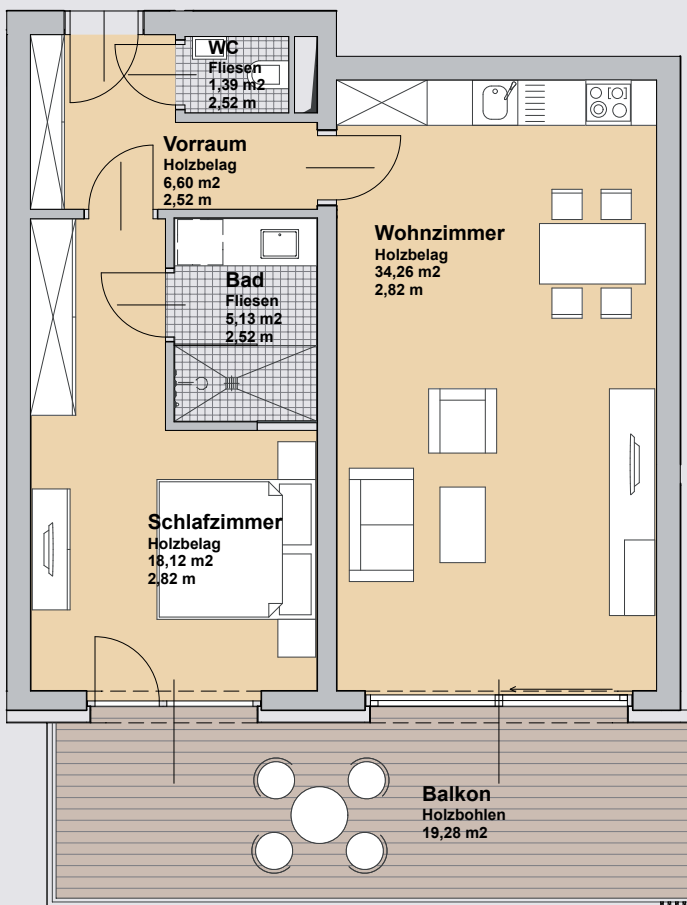 WC
Fliesen
1,39 m2
2,52 m
Vorraum
Holzbelag
6,60 m2
2,52 m
Wohnzimmer
Holzbelag
34,26 m2
2,82 m
Bad
Fliesen
5,13 m2
2,52 m
Schlafzimmer
Holzbelag
18,12 m2
2,82 m
Balkon
Holzbohlen
19,28 m2